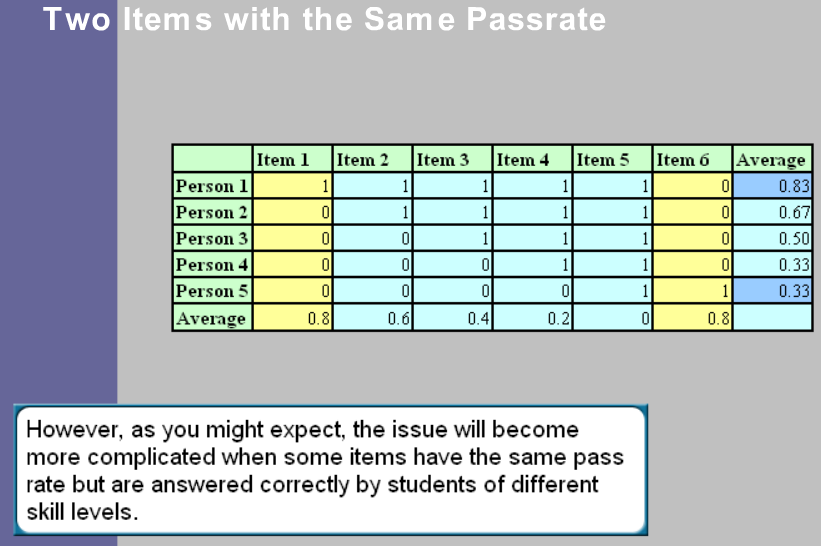 Two Items with the Same Passrate
Item 1 Item 2 Item 3 Item 4 Item 5 Item 6 Average
Person 1 1 1 1 1 1 0 0.83
Person 2 0 1 1 1 1 0 0.67
Person 3 0 0 1 1 1 0 0.50
Person 4 0 0 0 1 1 0 0.33
Person 5 0 0 0 0 1 1 0.33
Average 0.8 0.6 0.4 0.2 0 0.8
However, as you might expect, the issue will become
more complicated when some items have the same pass
rate but are answered correctly by students of different
skill levels.